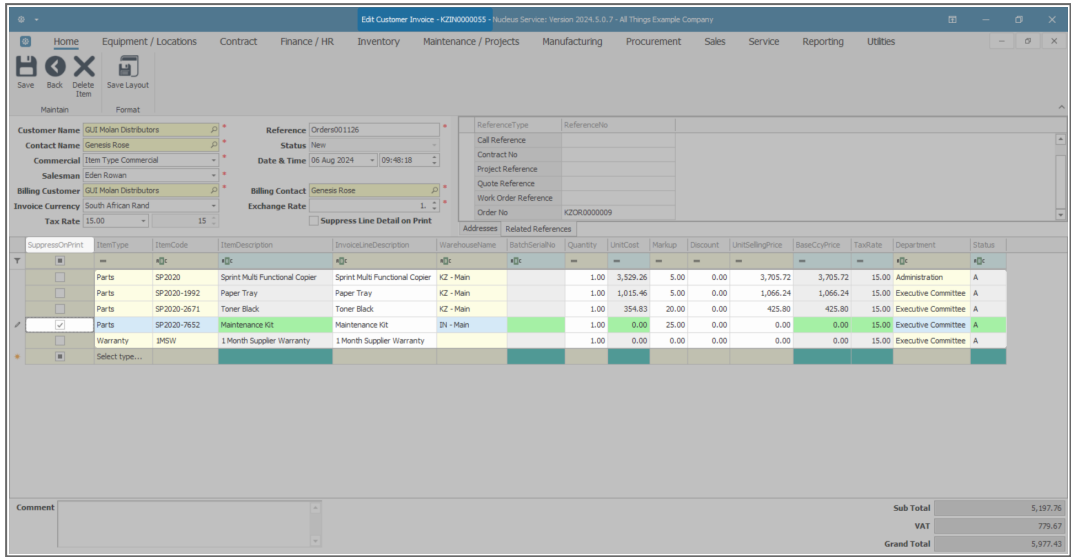 Edit Customer Invoice - KZIN0000055 - Nucleus Service: Version 2024.5.0.7 - All Things Example Company
Home Equipment / Locations Contract Finance / HR Inventory Maintenance / Projects Manufacturing Procurement Sales Service Reporting Utilities
Save Back Delete Item Save Layout
Maintain Format
Customer Name GUI Molan Distributors * Reference Orders001126 *
Contact Name Genesis Rose * Status New
Commercial Item Type Commercial * Date & Time 06 Aug 2024 09:48:18
Salesman Eden Rowan *
Billing Customer GUI Molan Distributors * Billing Contact Genesis Rose *
Invoice Currency South African Rand Exchange Rate 1. *
Tax Rate 15.00 15 Suppress Line Detail on Print
ReferenceType ReferenceNo
Call Reference
Contract No
Project Reference
Quote Reference
Work Order Reference
Order No KZOR0000009
Addresses Related References
SuppressOnPrint ItemType ItemCode ItemDescription InvoiceLineDescription WarehouseName BatchSerialNo Quantity UnitCost Markup Discount UnitSellingPrice BaseCcyPrice TaxRate Department Status
Parts SP2020 Sprint Multi Functional Copier Sprint Multi Functional Copier KZ - Main 1.00 3,529.26 5.00 0.00 3,705.72 3,705.72 15.00 Administration A
Parts SP2020-1992 Paper Tray Paper Tray KZ - Main 1.00 1,015.46 5.00 0.00 1,066.24 1,066.24 15.00 Executive Committee A
Parts SP2020-2671 Toner Black Toner Black KZ - Main 1.00 354.83 20.00 0.00 425.80 425.80 15.00 Executive Committee A
Parts SP2020-7652 Maintenance Kit Maintenance Kit IN - Main 1.00 0.00 25.00 0.00 0.00 0.00 15.00 Executive Committee A
Warranty 1MSW 1 Month Supplier Warranty 1 Month Supplier Warranty 1.00 0.00 0.00 0.00 0.00 0.00 15.00 Executive Committee A
Select type...
Comment
Sub Total 5,197.76
VAT 779.67
Grand Total 5,977.43